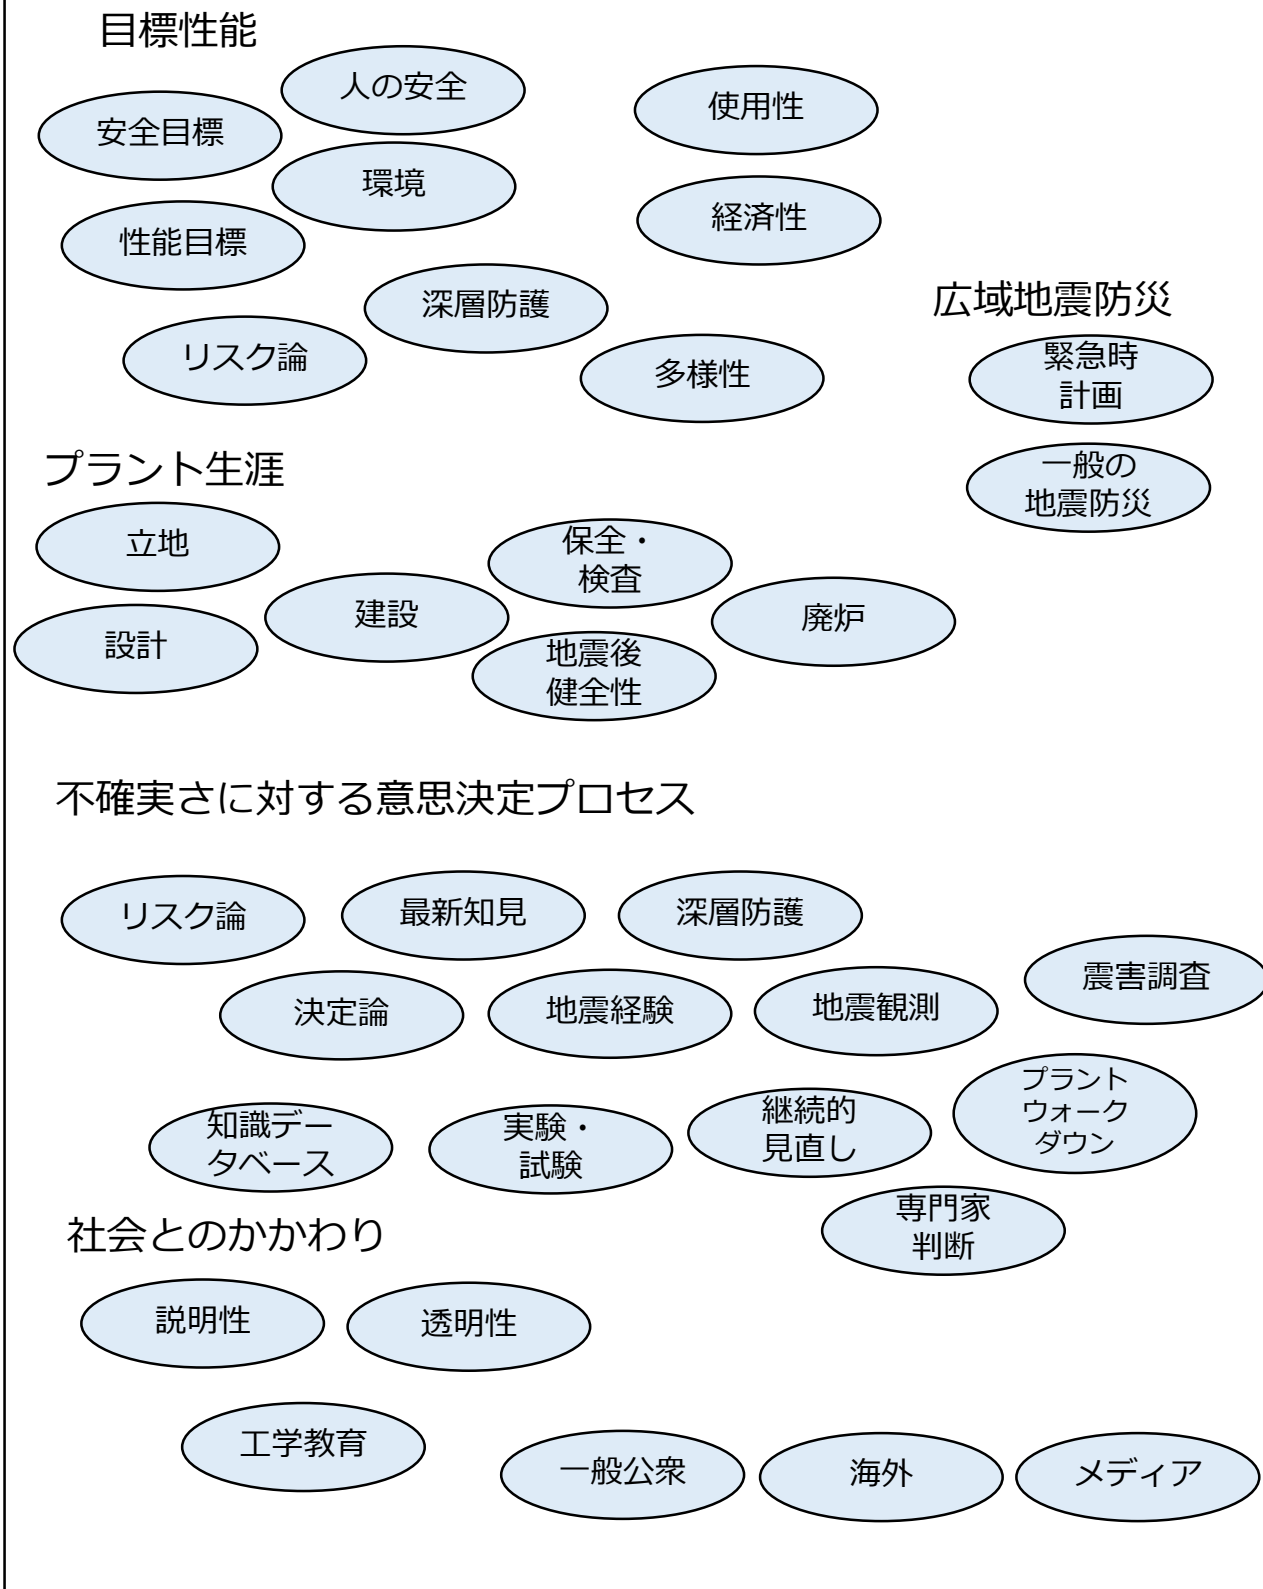 目標性能
人の安全
使用性
安全目標
環境
経済性
性能目標
深層防護
リスク論
多様性
広域地震防災
緊急時
計画
一般の
地震防災
プラント生涯
立地
保全・
検査
建設
廃炉
設計
地震後
健全性
不確実さに対する意思決定プロセス
リスク論
最新知見
深層防護
震害調査
決定論
地震経験
地震観測
プラント
ウォーク
ダウン
知識デー
タベース
実験・
試験
継続的
見直し
専門家
判断
社会とのかかわり
説明性
透明性
工学教育
一般公衆
海外
メディア